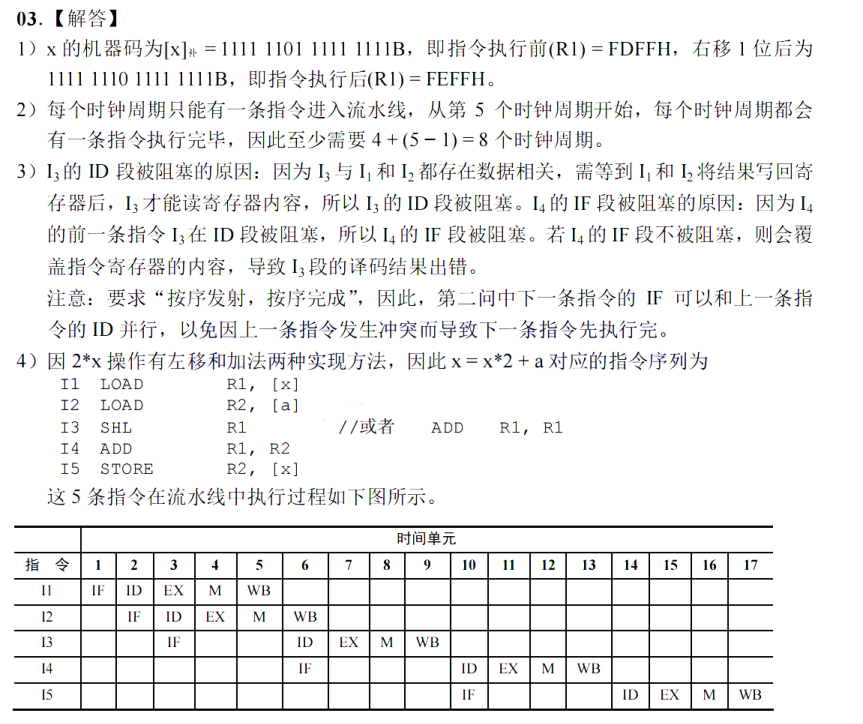 03.【解答】
1）x 的机器码为[x]补 = 1111 1101 1111 1111B，即指令执行前(R1) = FDFFH，右移 1 位后为
1111 1110 1111 1111B，即指令执行后(R1) = FEFFH。
2）每个时钟周期只能有一条指令进入流水线，从第 5 个时钟周期开始，每个时钟周期都会
有一条指令执行完毕，因此至少需要 4 + (5 − 1) = 8 个时钟周期。
3）I3的 ID 段被阻塞的原因：因为 I3 与 I1 和 I2 都存在数据相关，需等到 I1 和 I2 将结果写回寄
存器后，I3 才能读寄存器内容，所以 I3 的 ID 段被阻塞。I4 的 IF 段被阻塞的原因：因为 I4
的前一条指令 I3 在 ID 段被阻塞，所以 I4 的 IF 段被阻塞。若 I4 的 IF 段不被阻塞，则会覆
盖指令寄存器的内容，导致 I3 段的译码结果出错。
注意：要求“按序发射，按序完成”，因此，第二问中下一条指令的 IF 可以和上一条指
令的 ID 并行，以免因上一条指令发生冲突而导致下一条指令先执行完。
4）因 2*x 操作有左移和加法两种实现方法，因此 x = x*2 + a 对应的指令序列为
I1 LOAD R1, [x]
I2 LOAD R2, [a]
I3 SHL R1 //或者 ADD R1, R1
I4 ADD R1, R2
I5 STORE R2, [x]
这 5 条指令在流水线中执行过程如下图所示。
时间单元
指 令 1 2 3 4 5 6 7 8 9 10 11 12 13 14 15 16 17
I1 IF ID EX M WB
I2 IF ID EX M WB
I3 IF ID EX M WB
I4 IF ID EX M WB
I5 IF ID EX M WB